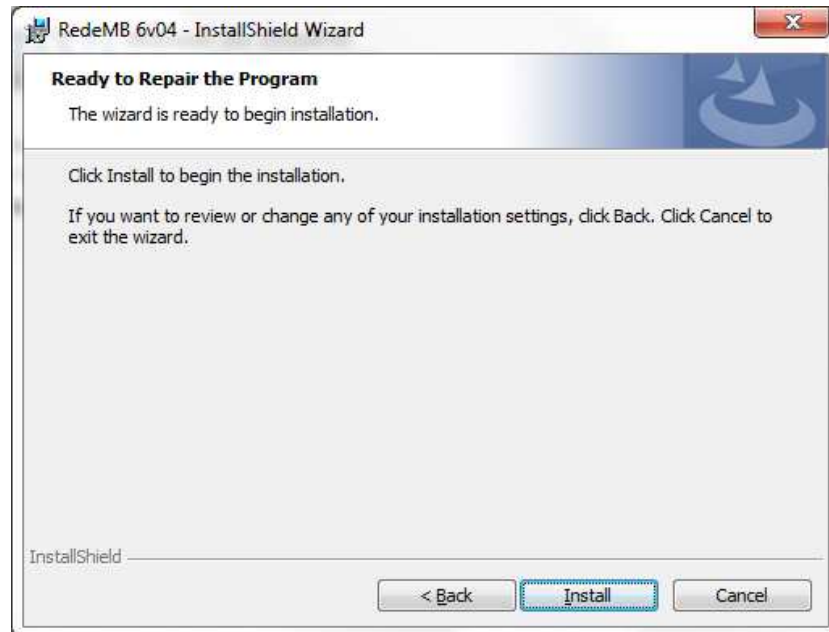 RedeMB 6v04 - InstallShield Wizard
Ready to Repair the Program
The wizard is ready to begin installation.
Click Install to begin the installation.
If you want to review or change any of your installation settings, click Back. Click Cancel to
exit the wizard.
InstallShield
< Back
Install
Cancel